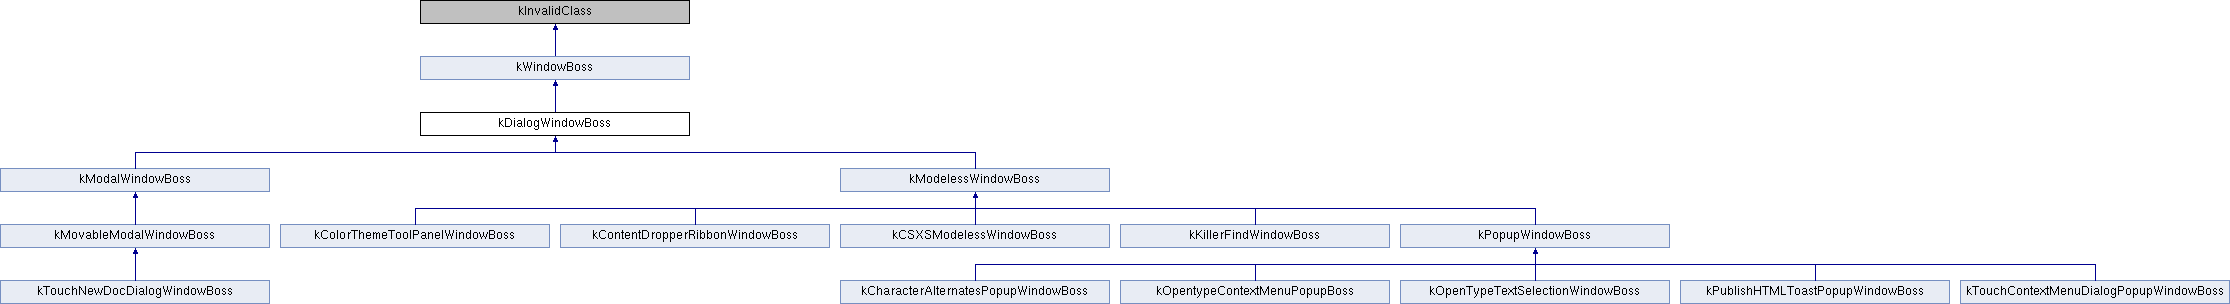 kInvalidClass
kWindowBoss
kDialogWindowBoss
kModalWindowBoss
kModelessWindowBoss
kMovableModalWindowBoss
kColorThemeToolPanelWindowBoss
kContentDropperRibbonWindowBoss
kCSXSModelessWindowBoss
kKillerFindWindowBoss
kPopupWindowBoss
kTouchNewDocDialogWindowBoss
kCharacterAlternatesPopupWindowBoss
kOpentypeContextMenuPopupBoss
kOpenTypeTextSelectionWindowBoss
kPublishHTMLToastPopupWindowBoss
kTouchContextMenuDialogPopupWindowBoss